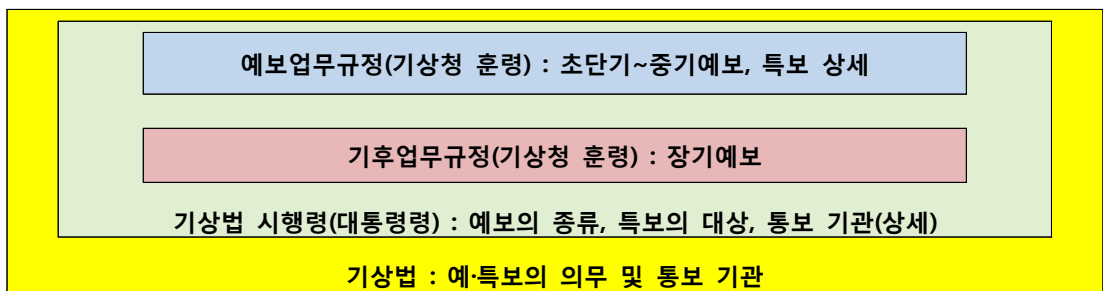 예보업무규정(기상청 훈령) : 초단기~중기예보, 특보 상세
기후업무규정(기상청 훈령) : 장기예보
기상법 시행령(대통령령) : 예보의 종류, 특보의 대상, 통보 기관(상세)
기상법 : 예·특보의 의무 및 통보 기관